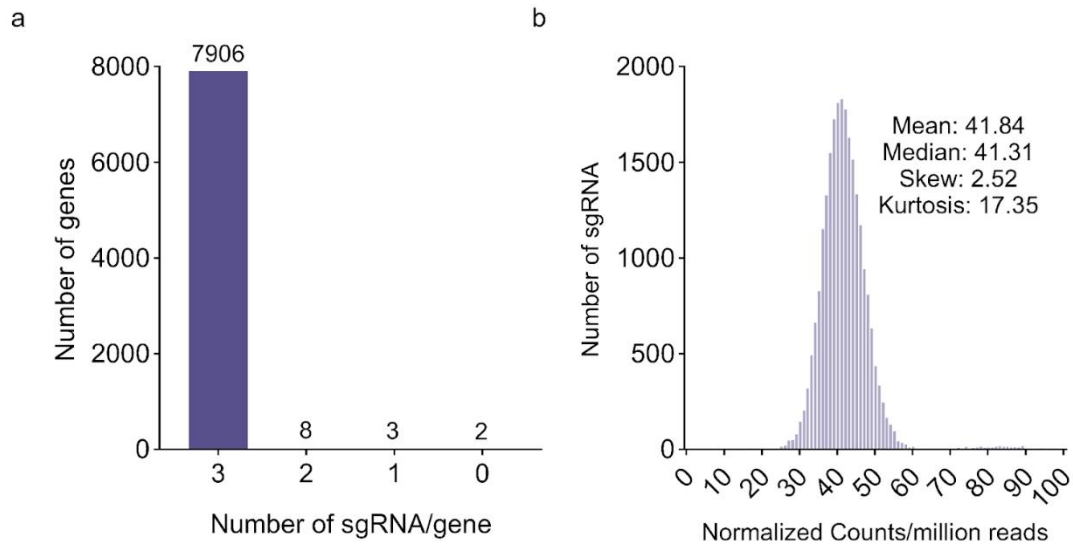 a
7906
8000
6000
4000
2000
0
Number of genes
8
3
2
3
2
1
0
Number of sgRNA/gene
b
2000
1500
1000
500
0
Number of sgRNA
Mean: 41.84
Median: 41.31
Skew: 2.52
Kurtosis: 17.35
0
10
20
30
40
50
60
70
80
90
100
Normalized Counts/million reads